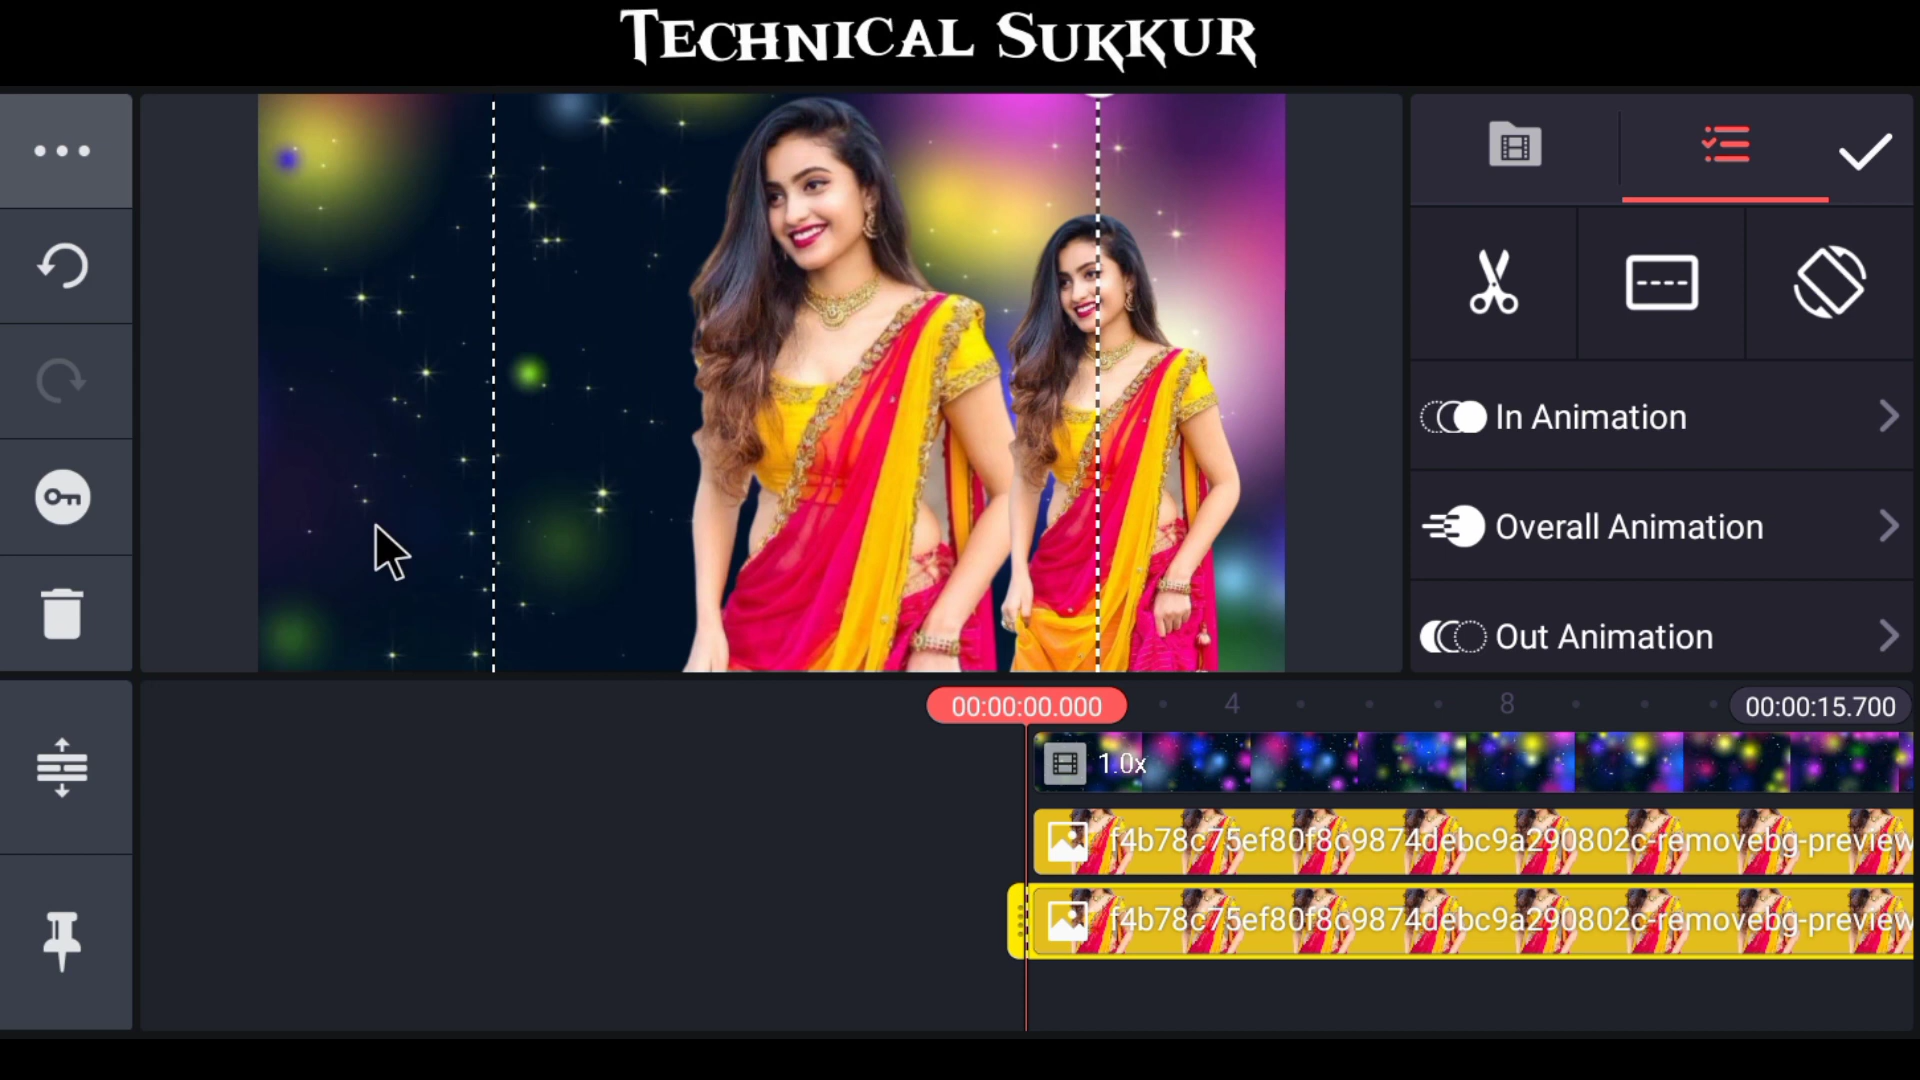 TECHNICAL SUKKUR
In Animation
Overall Animation
Out Animation
00:00:00.000
4
8
00:00:15.700
1.0x
f4b78c75ef80f8c9874debc9a290802c-removebg-preview
f4b78c75ef80f8c9874debc9a290802c-removebg-preview